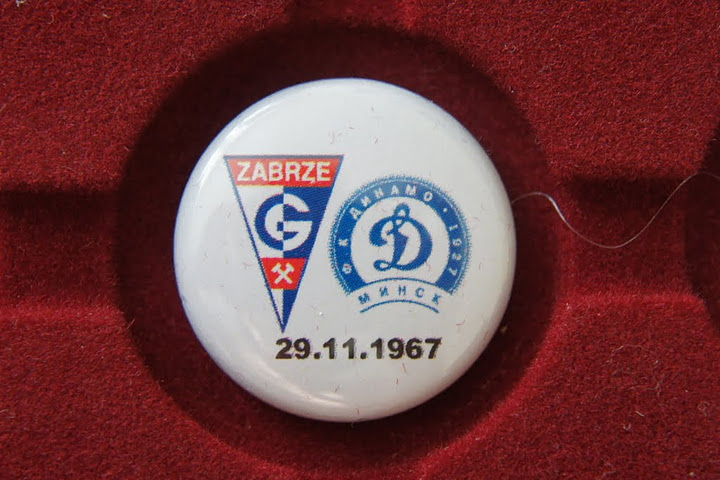 ZABRZE
G
ФК ДИНАМО · 1927
Д
МИНСК
29.11.1967